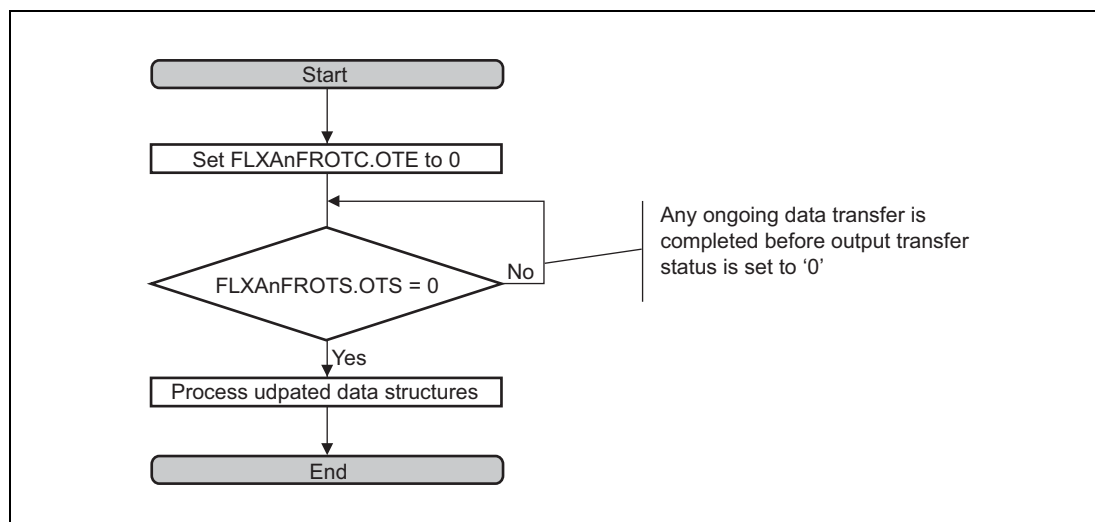 Start
Set FLXAnFROTC.OTE to 0
Any ongoing data transfer is
completed before output transfer
status is set to ‘0’
No
FLXAnFROTS.OTS = 0
Yes
Process udpated data structures
End